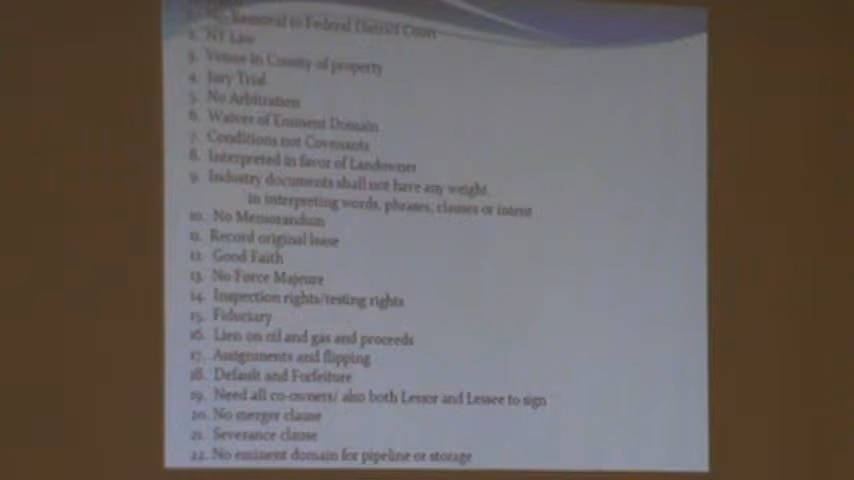 Removal to Federal District Court
2. NY Law
3. Venue in County of property
4. Jury Trial
5. No Arbitration
6. Waiver of Eminent Domain
7. Conditions not Covenants
8. Interpreted in favor of Landowner
9. Industry documents shall not have any weight
in interpreting words, phrases, clauses or intent
10. No Memorandum
11. Record original lease
12. Good Faith
13. No Force Majeure
14. Inspection rights/testing rights
15. Fiduciary
16. Lien on oil and gas and proceeds
17. Assignments and flipping
18. Default and Forfeiture
19. Need all co-owners/ also both Lessor and Lessee to sign
20. No merger clause
21. Severance clause
22. No eminent domain for pipeline or storage